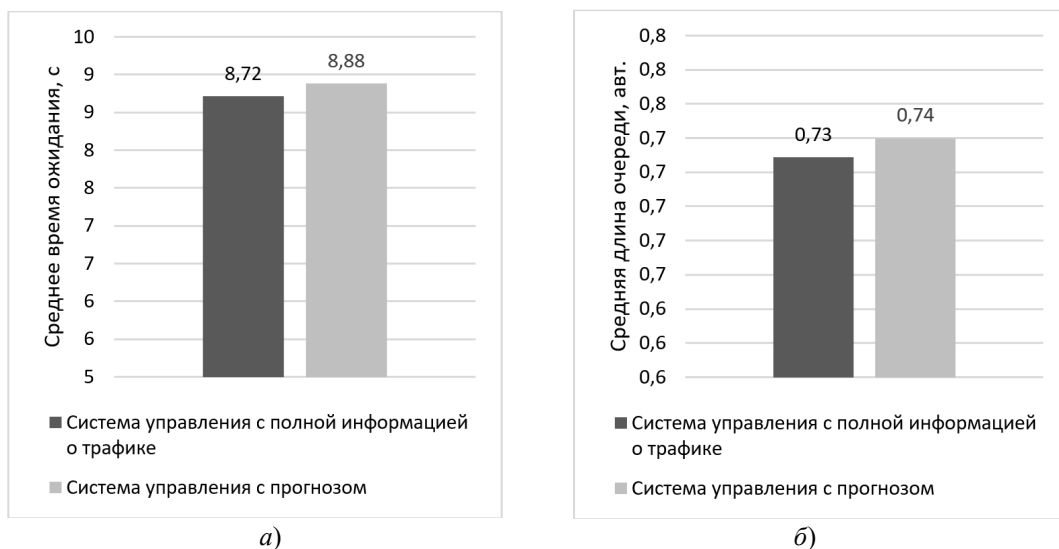 Среднее время ожидания, с
10
9
9
8
8
7
7
6
6
5
8,72
8,88
Система управления с полной информацией
о трафике
Система управления с прогнозом
а)
Средняя длина очереди, авт.
0,8
0,8
0,8
0,7
0,7
0,7
0,7
0,7
0,6
0,6
0,6
0,73
0,74
Система управления с полной информацией
о трафике
Система управления с прогнозом
б)